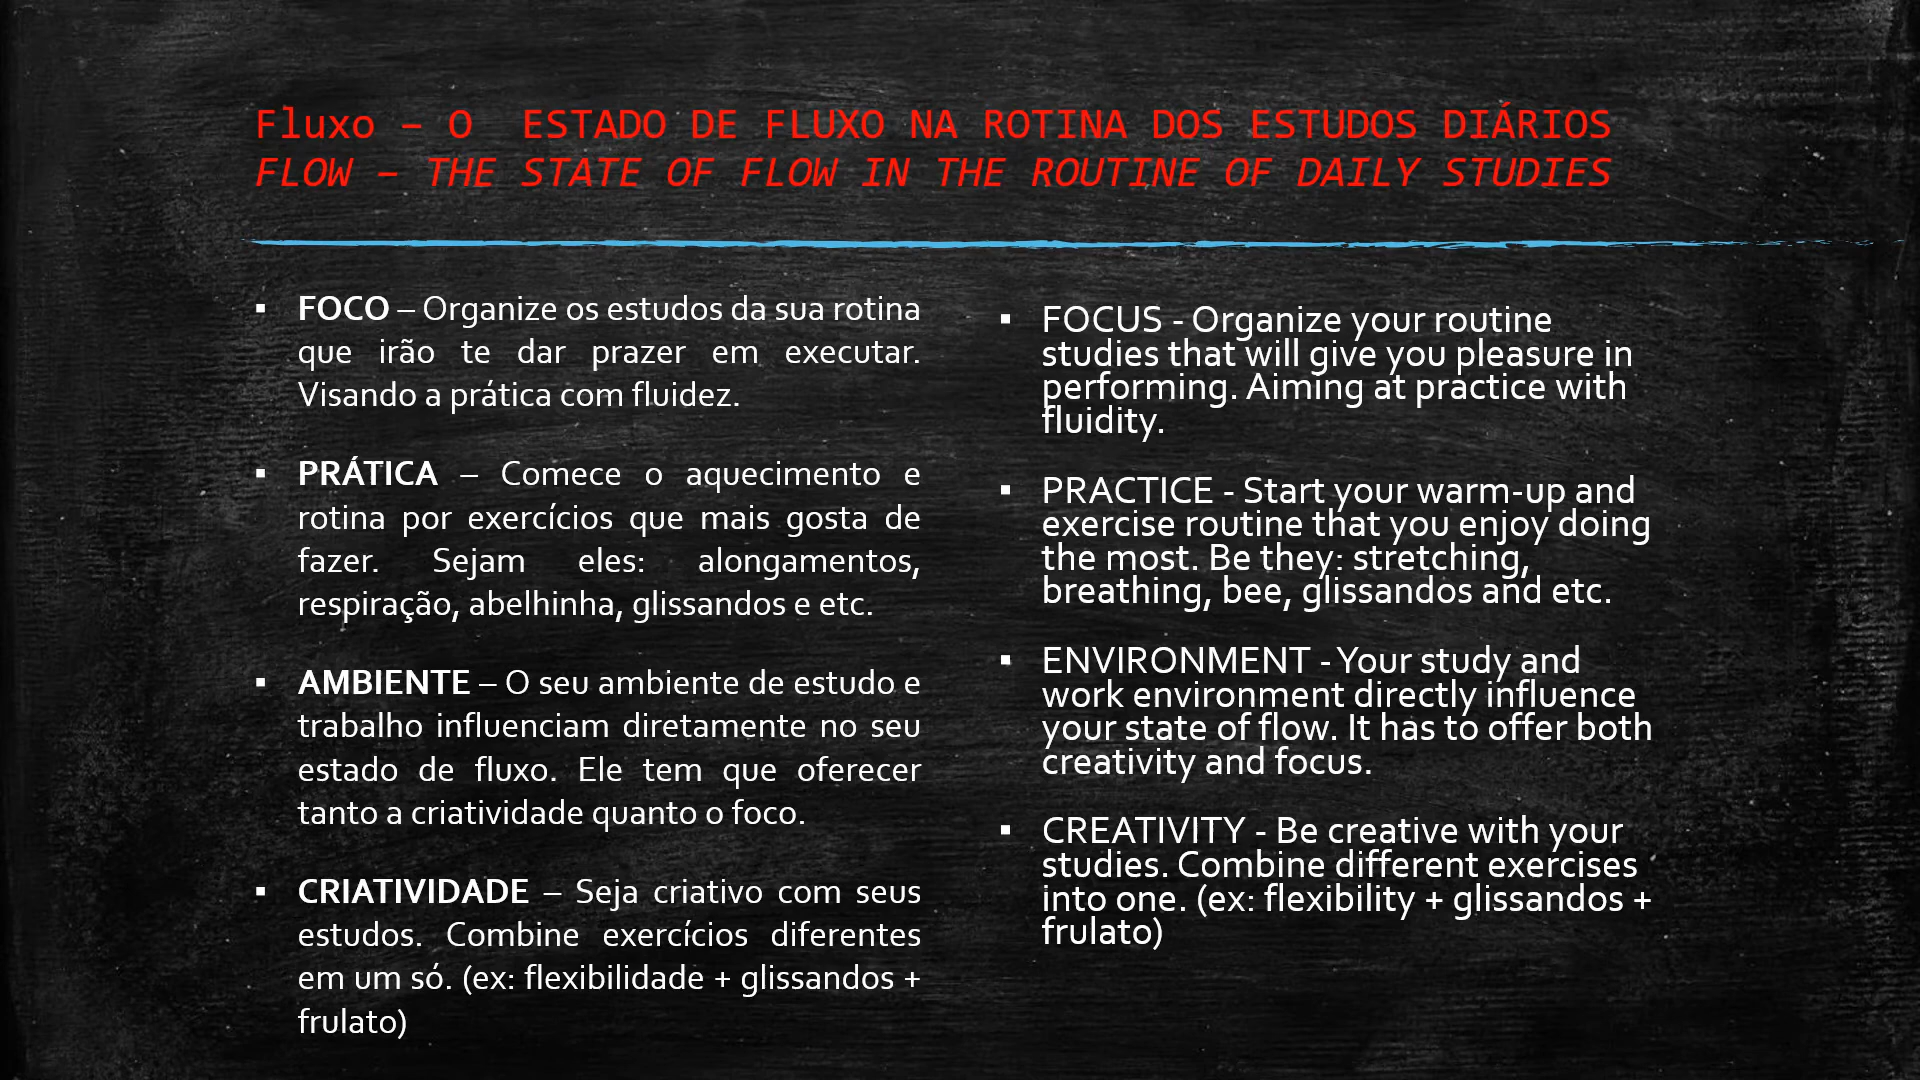 Fluxo – O ESTADO DE FLUXO NA ROTINA DOS ESTUDOS DIÁRIOS
FLOW – THE STATE OF FLOW IN THE ROUTINE OF DAILY STUDIES
▪ FOCO – Organize os estudos da sua rotina
que irão te dar prazer em executar.
Visando a prática com fluidez.
▪ PRÁTICA – Comece o aquecimento e
rotina por exercícios que mais gosta de
fazer. Sejam eles: alongamentos,
respiração, abelhinha, glissandos e etc.
▪ AMBIENTE – O seu ambiente de estudo e
trabalho influenciam diretamente no seu
estado de fluxo. Ele tem que oferecer
tanto a criatividade quanto o foco.
▪ CRIATIVIDADE – Seja criativo com seus
estudos. Combine exercícios diferentes
em um só. (ex: flexibilidade + glissandos +
frulato)
▪ FOCUS - Organize your routine
studies that will give you pleasure in
performing. Aiming at practice with
fluidity.
▪ PRACTICE - Start your warm-up and
exercise routine that you enjoy doing
the most. Be they: stretching,
breathing, bee, glissandos and etc.
▪ ENVIRONMENT - Your study and
work environment directly influence
your state of flow. It has to offer both
creativity and focus.
▪ CREATIVITY - Be creative with your
studies. Combine different exercises
into one. (ex: flexibility + glissandos +
frulato)